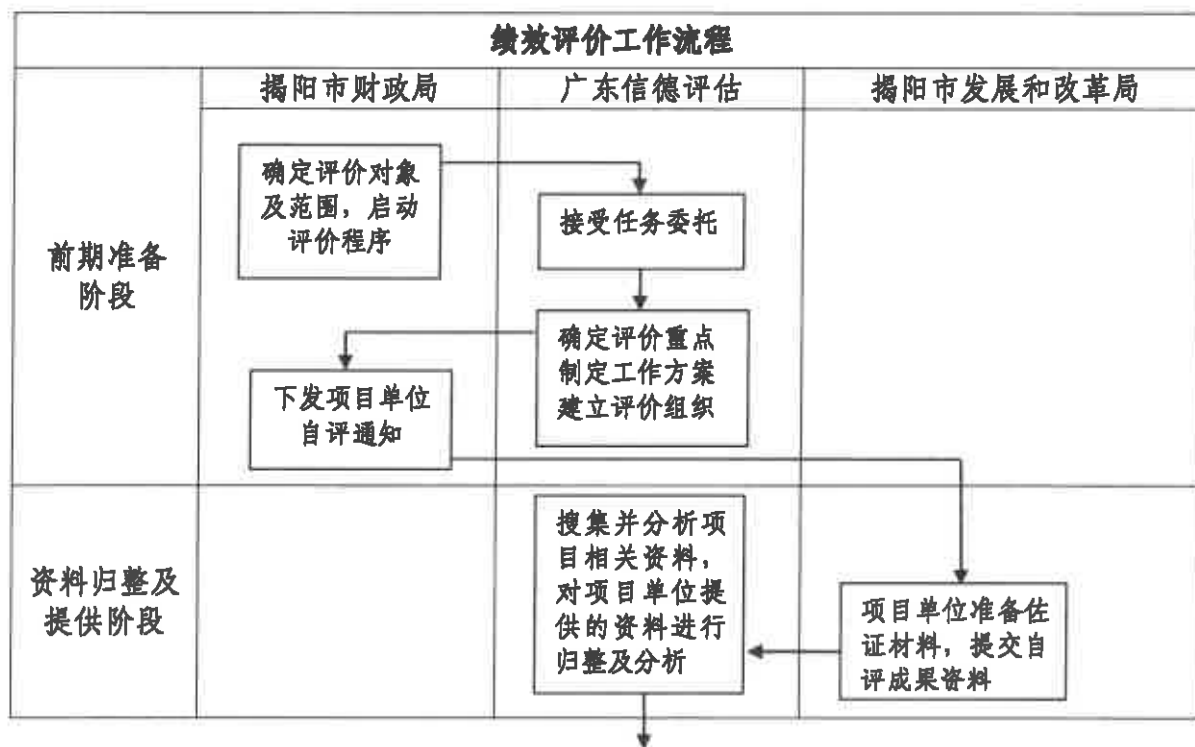 绩效评价工作流程
揭阳市财政局
广东信德评估
揭阳市发展和改革局
前期准备
阶段
确定评价对象
及范围，启动
评价程序
接受任务委托
确定评价重点
制定工作方案
建立评价组织
下发项目单位
自评通知
资料归整及
提供阶段
搜集并分析项
目相关资料，
对项目单位提
供的资料进行
归整及分析
项目单位准备佐
证材料，提交自
评成果资料